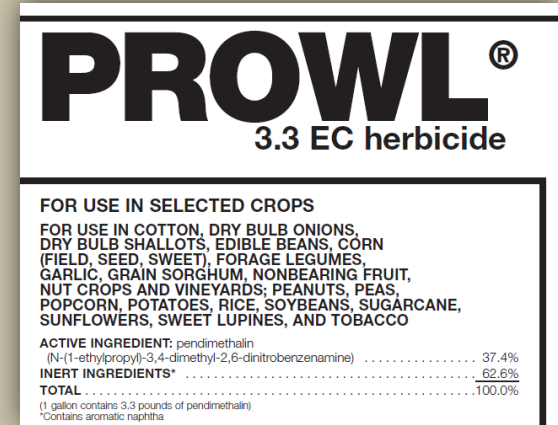 PROWL®
3.3 EC herbicide
FOR USE IN SELECTED CROPS
FOR USE IN COTTON, DRY BULB ONIONS,
DRY BULB SHALLOTS, EDIBLE BEANS, CORN
(FIELD, SEED, SWEET), FORAGE LEGUMES,
GARLIC, GRAIN SORGHUM, NONBEARING FRUIT,
NUT CROPS AND VINEYARDS; PEANUTS, PEAS,
POPCORN, POTATOES, RICE, SOYBEANS, SUGARCANE,
SUNFLOWERS, SWEET LUPINES, AND TOBACCO
ACTIVE INGREDIENT: pendimethalin
(N-(1-ethylpropyl)-3,4-dimethyl-2,6-dinitrobenzenamine) . . . . . . . . . . . . . . . . 37.4%
INERT INGREDIENTS* . . . . . . . . . . . . . . . . . . . . . . . . . . . . . . . . . . . . . . . . 62.6%
TOTAL . . . . . . . . . . . . . . . . . . . . . . . . . . . . . . . . . . . . . . . . . . . . . . . . . . . . . 100.0%
(1 gallon contains 3.3 pounds of pendimethalin)
*Contains aromatic naphtha